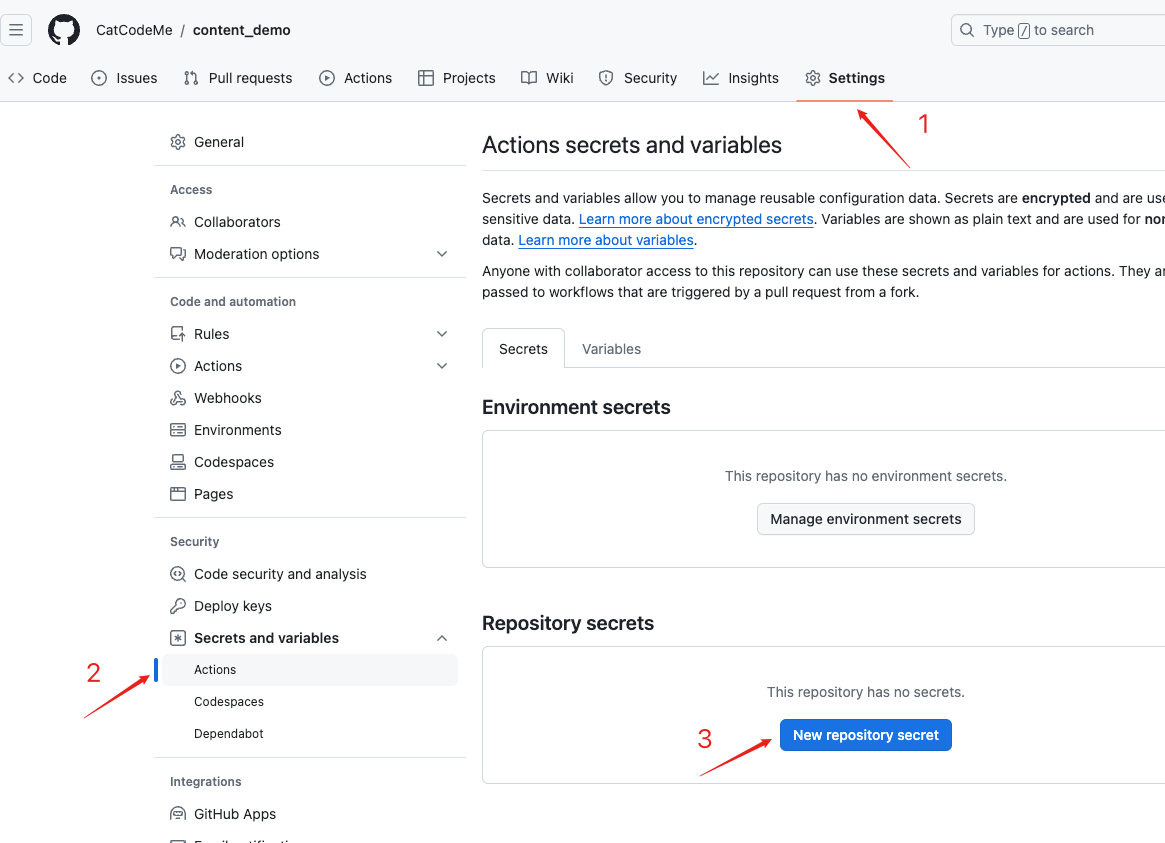 CatCodeMe / content_demo
Type / to search
Code Issues Pull requests Actions Projects Wiki Security Insights Settings
1
General
Access
Collaborators
Moderation options
Code and automation
Rules
Actions
Webhooks
Environments
Codespaces
Pages
Security
Code security and analysis
Deploy keys
Secrets and variables
2
Actions
Codespaces
Dependabot
Integrations
GitHub Apps
Actions secrets and variables
Secrets and variables allow you to manage reusable configuration data. Secrets are encrypted and are
sensitive data. Learn more about encrypted secrets. Variables are shown as plain text and are used for
data. Learn more about variables.
Anyone with collaborator access to this repository can use these secrets and variables for actions. They
passed to workflows that are triggered by a pull request from a fork.
Secrets Variables
Environment secrets
This repository has no environment secrets.
Manage environment secrets
Repository secrets
This repository has no secrets.
3
New repository secret